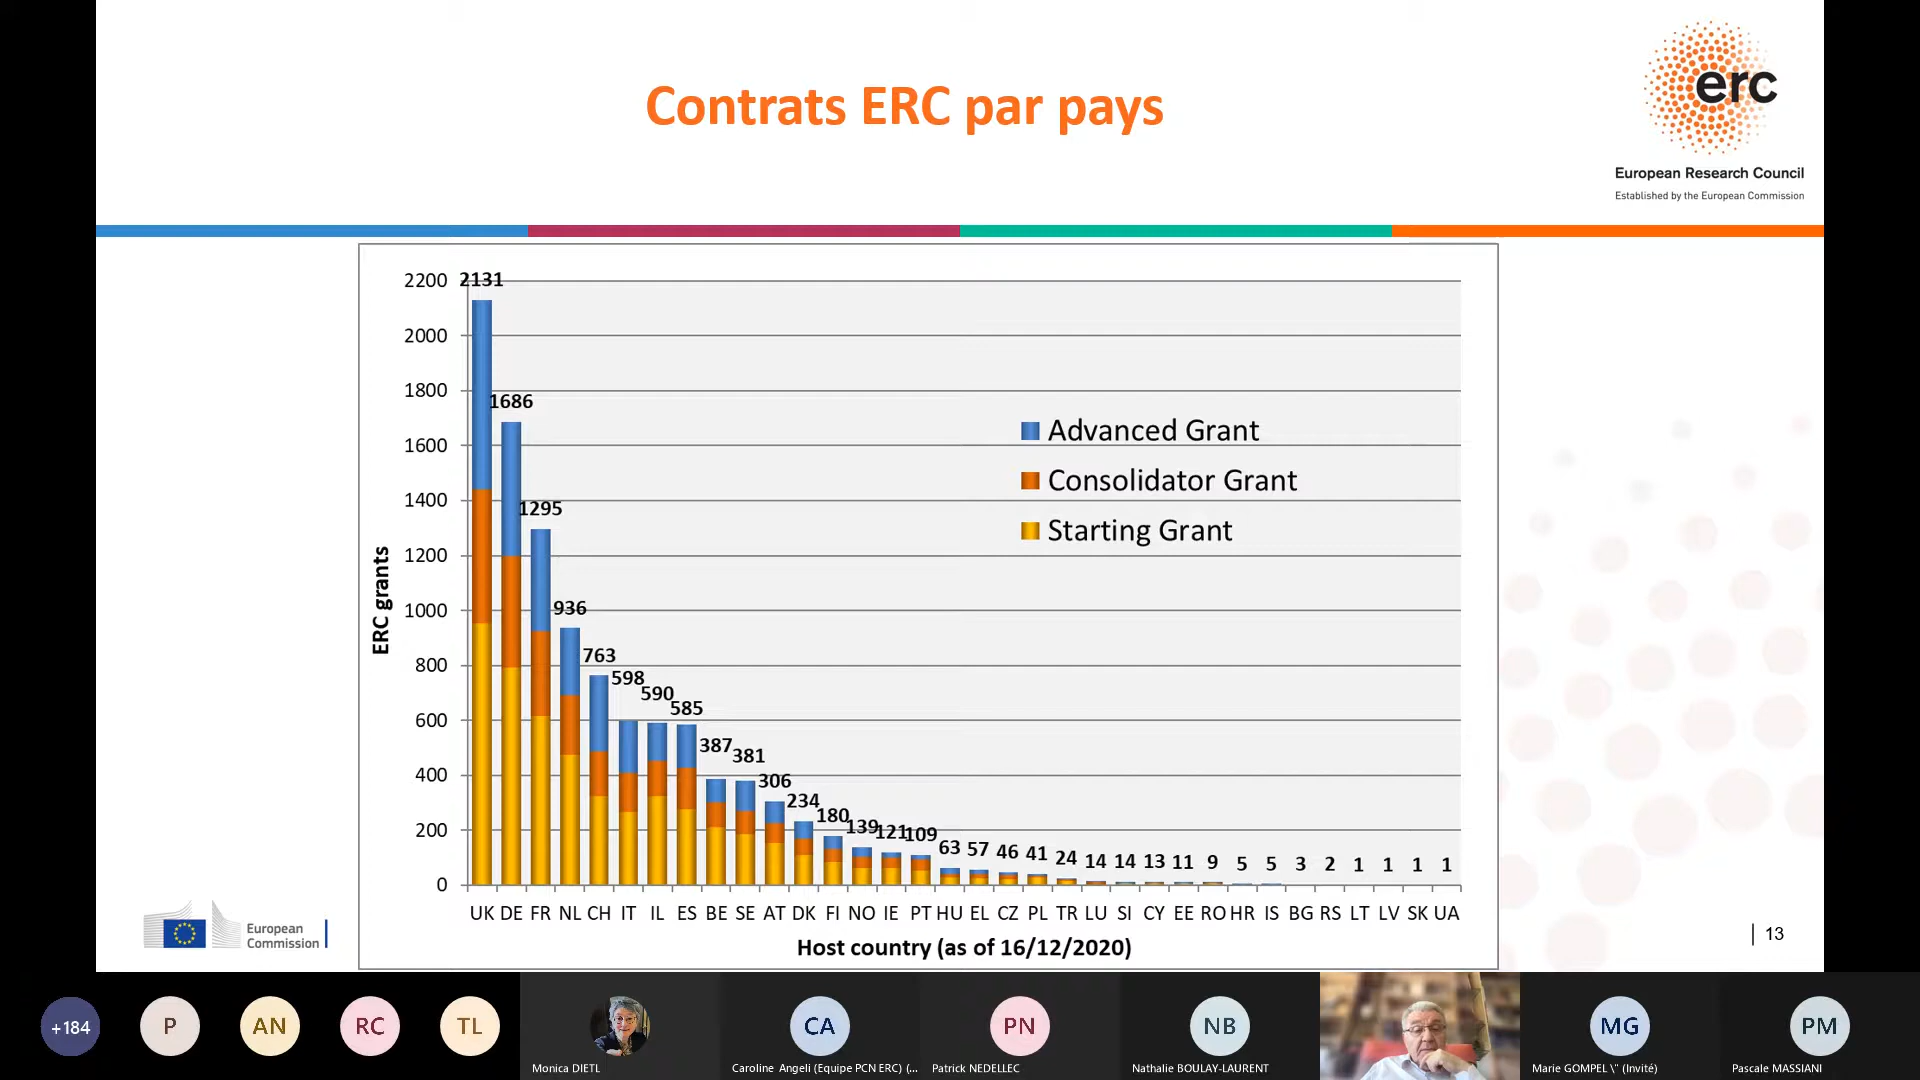 Contrats ERC par pays
erc
European Research Council
Established by the European Commission
2200
2000
1800
1600
1400
1200
1000
800
600
400
200
0
ERC grants
2131
1686
1295
936
763
598
590
585
387
381
306
234
180
139
121
109
63 57 46 41 24 14 14 13 11 9 5 5 3 2 1 1 1 1
Advanced Grant
Consolidator Grant
Starting Grant
UK DE FR NL CH IT IL ES BE SE AT DK FI NO IE PT HU EL CZ PL TR LU SI CY EE RO HR IS BG RS LT LV SK UA
Host country (as of 16/12/2020)
European
Commission
13
+184
P
AN
RC
TL
CA
PN
NB
MG
PM
Monica DIETL
Caroline Angeli (Equipe PCN ERC) (...
Patrick NEDELLEC
Nathalie BOULAY-LAURENT
Marie GOMPEL \" (Invité)
Pascale MASSIANI